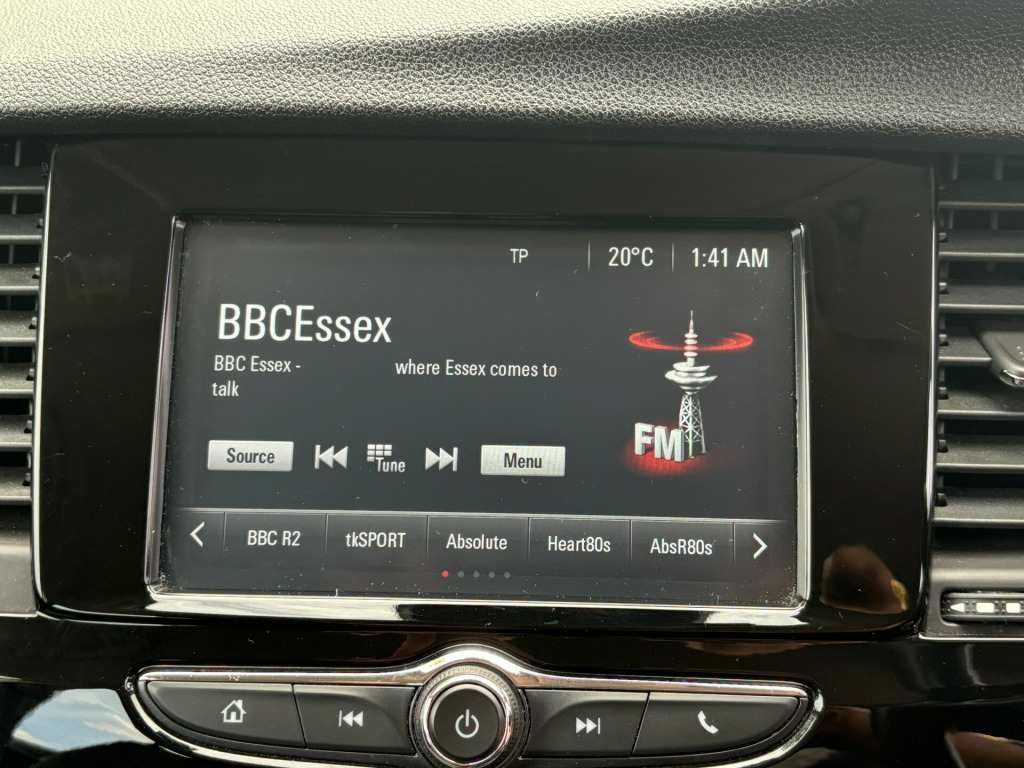 TP 20°C 1:41 AM
BBCEssex
BBC Essex - where Essex comes to
talk
FM
Source Tune Menu
BBC R2 tkSPORT Absolute Heart80s AbsR80s